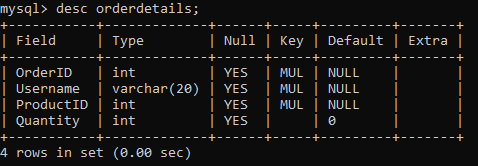 mysql> desc orderdetails;
+-----------+-------------+------+-----+---------+-------+
| Field     | Type        | Null | Key | Default | Extra |
+-----------+-------------+------+-----+---------+-------+
| OrderID   | int         | YES  | MUL | NULL    |       |
| Username  | varchar(20) | YES  | MUL | NULL    |       |
| ProductID | int         | YES  | MUL | NULL    |       |
| Quantity  | int         | YES  |     | 0       |       |
+-----------+-------------+------+-----+---------+-------+
4 rows in set (0.00 sec)